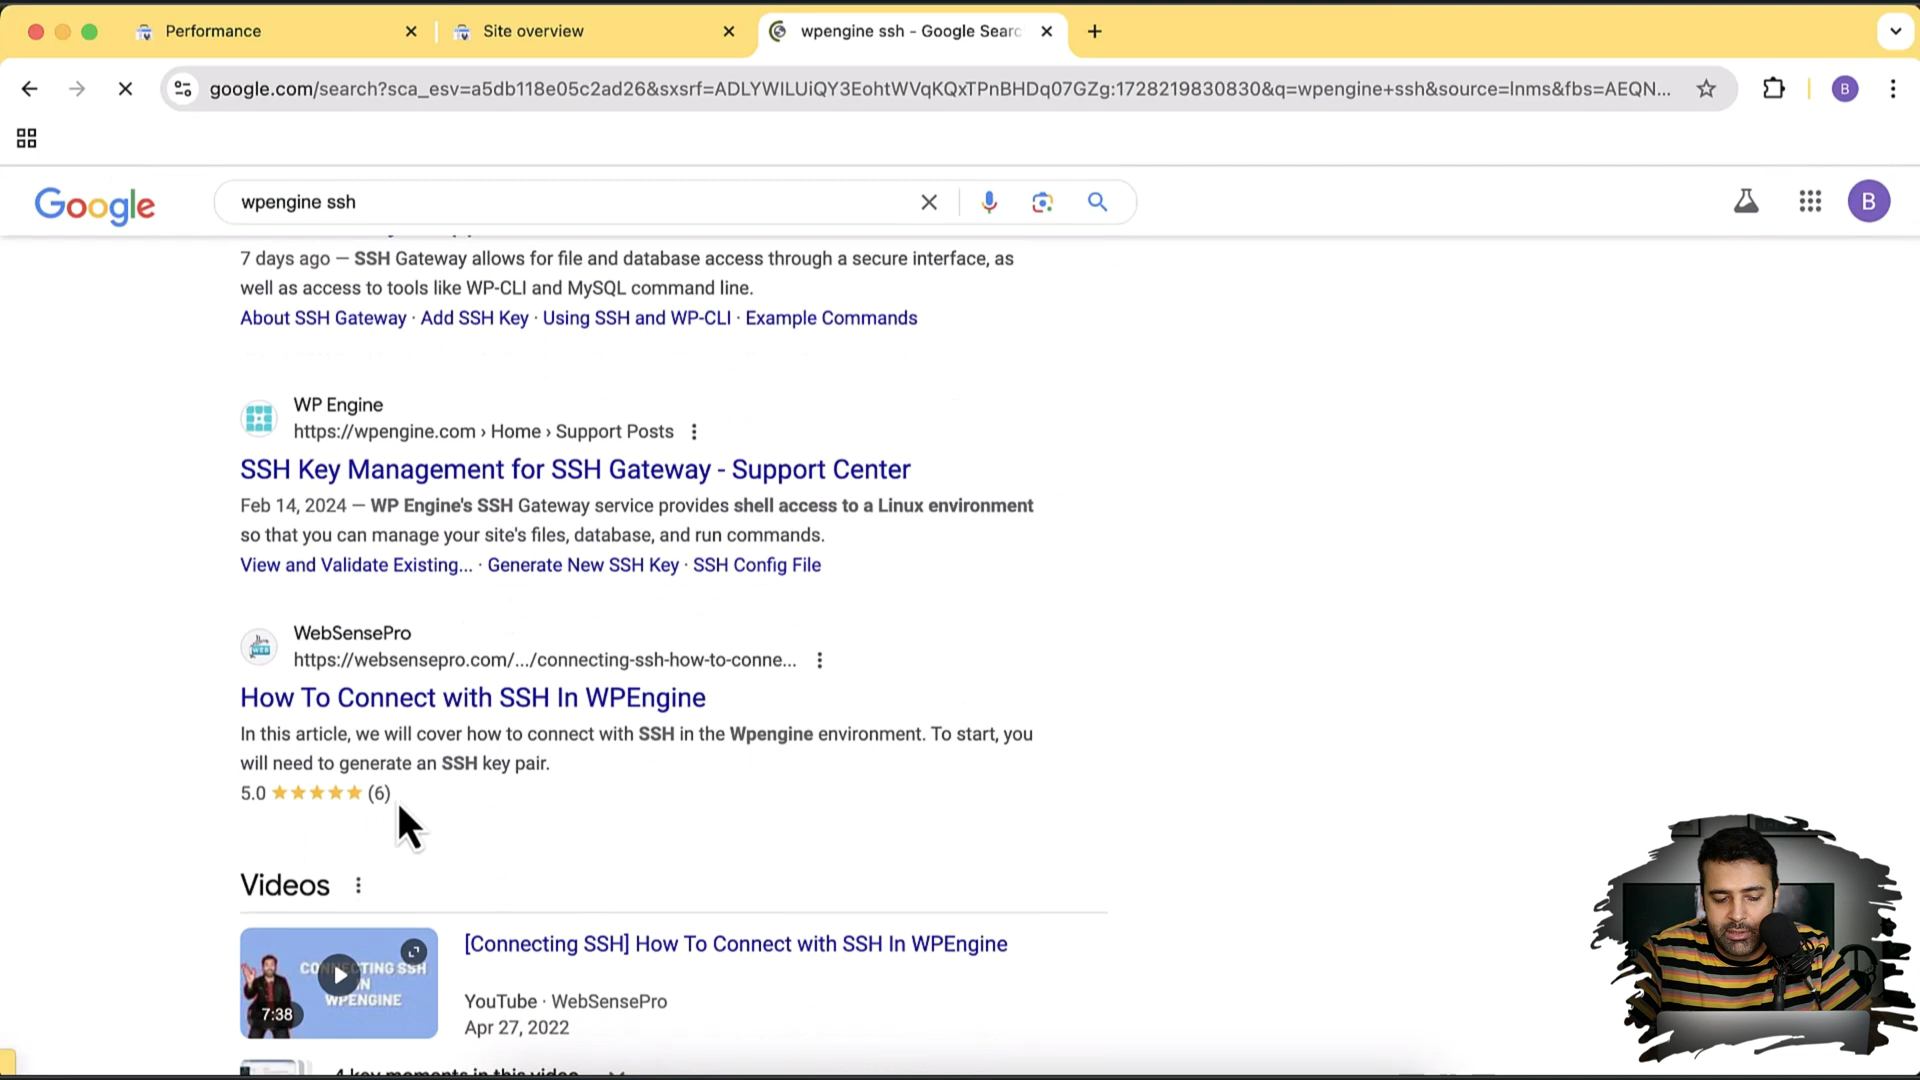 Performance
Site overview
wpengine ssh - Google Searc
google.com/search?sca_esv=a5db118e05c2ad26&sxsrf=ADLYWILUiQY3EohtWVqKQxTPnBHDq07GZg:1728219830830&q=wpengine+ssh&source=lnms&fbs=AEQN...
B
Google
wpengine ssh
B
7 days ago — SSH Gateway allows for file and database access through a secure interface, as
well as access to tools like WP-CLI and MySQL command line.
About SSH Gateway · Add SSH Key · Using SSH and WP-CLI · Example Commands
WP Engine
https://wpengine.com › Home › Support Posts
SSH Key Management for SSH Gateway - Support Center
Feb 14, 2024 — WP Engine's SSH Gateway service provides shell access to a Linux environment
so that you can manage your site's files, database, and run commands.
View and Validate Existing... · Generate New SSH Key · SSH Config File
WebSensePro
https://websensepro.com/.../connecting-ssh-how-to-conne...
How To Connect with SSH In WPEngine
In this article, we will cover how to connect with SSH in the Wpengine environment. To start, you
will need to generate an SSH key pair.
5.0 ★★★★★ (6)
Videos
CONNECTING SSH
IN
WPENGINE
7:38
[Connecting SSH] How To Connect with SSH In WPEngine
YouTube · WebSensePro
Apr 27, 2022
4 key moments in this video